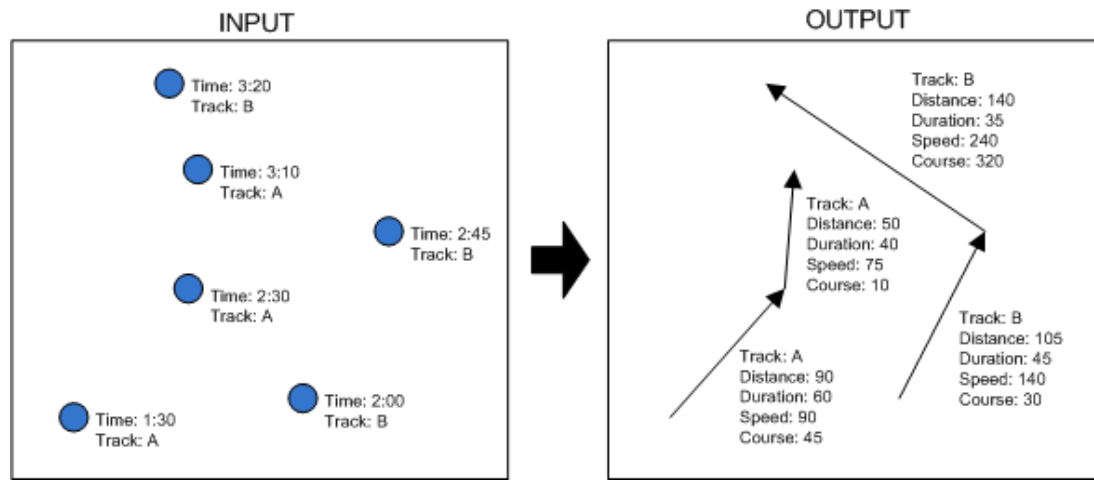 INPUT
Time: 3:20
Track: B
Time: 3:10
Track: A
Time: 2:45
Track: B
Time: 2:30
Track: A
Time: 2:00
Track: B
Time: 1:30
Track: A
OUTPUT
Track: B
Distance: 140
Duration: 35
Speed: 240
Course: 320
Track: A
Distance: 50
Duration: 40
Speed: 75
Course: 10
Track: B
Distance: 105
Duration: 45
Speed: 140
Course: 30
Track: A
Distance: 90
Duration: 60
Speed: 90
Course: 45